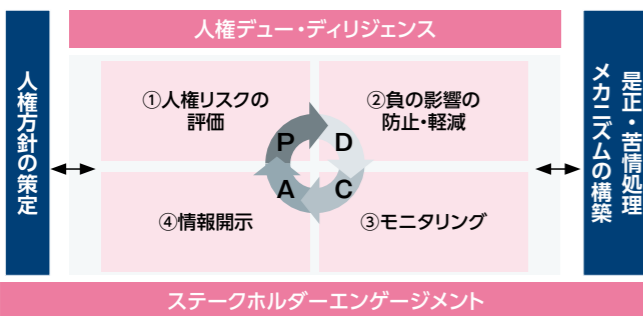 人権デュー・ディリジェンス
人権方針の策定
①人権リスクの
評価
②負の影響の
防止・軽減
P
D
A
C
④情報開示
③モニタリング
是正・苦情処理
メカニズムの構築
ステークホルダーエンゲージメント